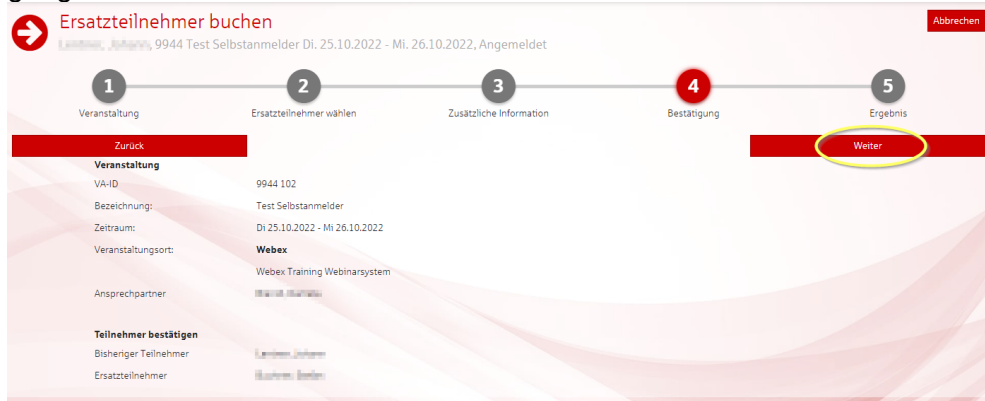 Ersatzteilnehmer buchen
Abbrechen
9944 Test Selbstanmelder Di. 25.10.2022 - Mi. 26.10.2022, Angemeldet
1 2 3 4 5
Veranstaltung Ersatzteilnehmer wählen Zusätzliche Information Bestätigung Ergebnis
Zurück Weiter
Veranstaltung
VA-ID 9944 102
Bezeichnung: Test Selbstanmelder
Zeitraum: Di 25.10.2022 - Mi 26.10.2022
Veranstaltungsort: Webex
Webex Training Webinarsystem
Ansprechpartner
Teilnehmer bestätigen
Bisheriger Teilnehmer
Ersatzteilnehmer